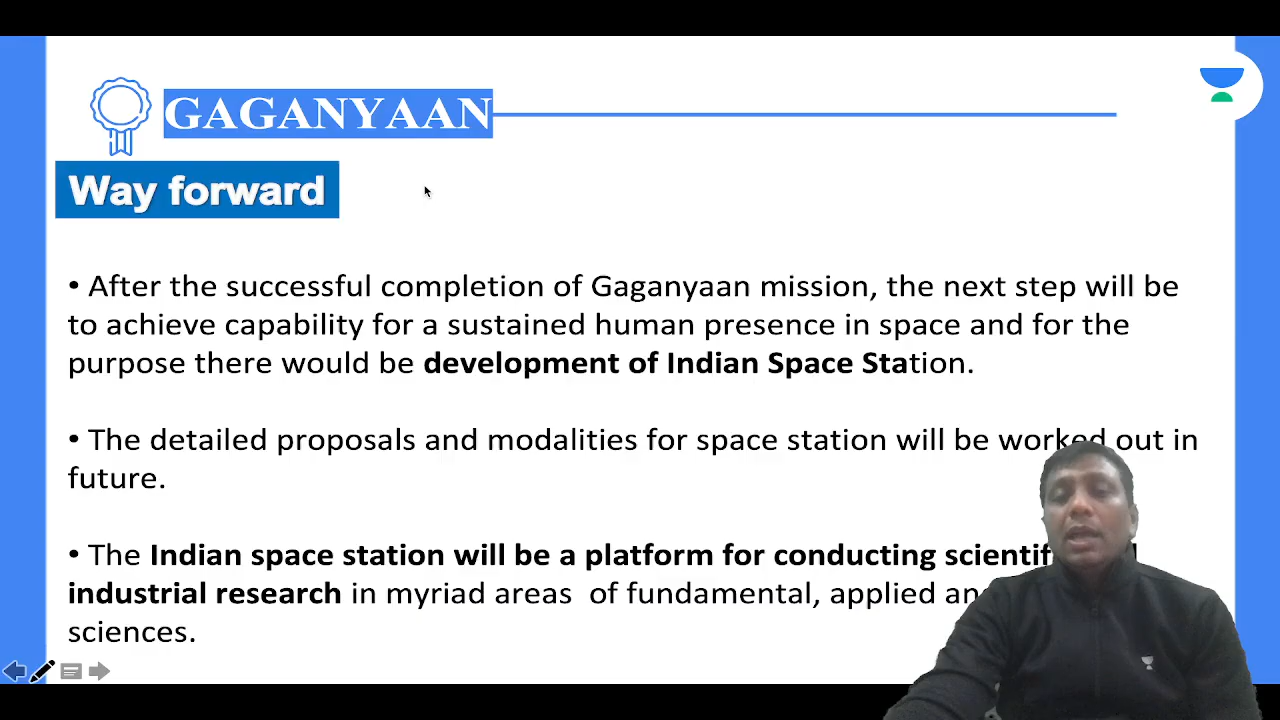 GAGANYAAN
Way forward
• After the successful completion of Gaganyaan mission, the next step will be
to achieve capability for a sustained human presence in space and for the
purpose there would be development of Indian Space Station.
• The detailed proposals and modalities for space station will be worked out in
future.
• The Indian space station will be a platform for conducting
industrial research in myriad areas of fundamental, applied
sciences.